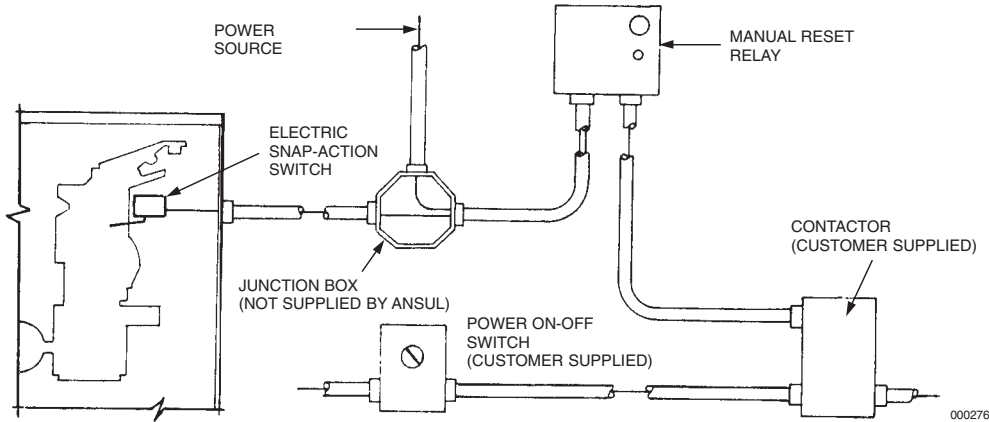 POWER
SOURCE
MANUAL RESET
RELAY
ELECTRIC
SNAP-ACTION
SWITCH
CONTACTOR
(CUSTOMER SUPPLIED)
JUNCTION BOX
(NOT SUPPLIED BY ANSUL)
POWER ON-OFF
SWITCH
(CUSTOMER SUPPLIED)
000276